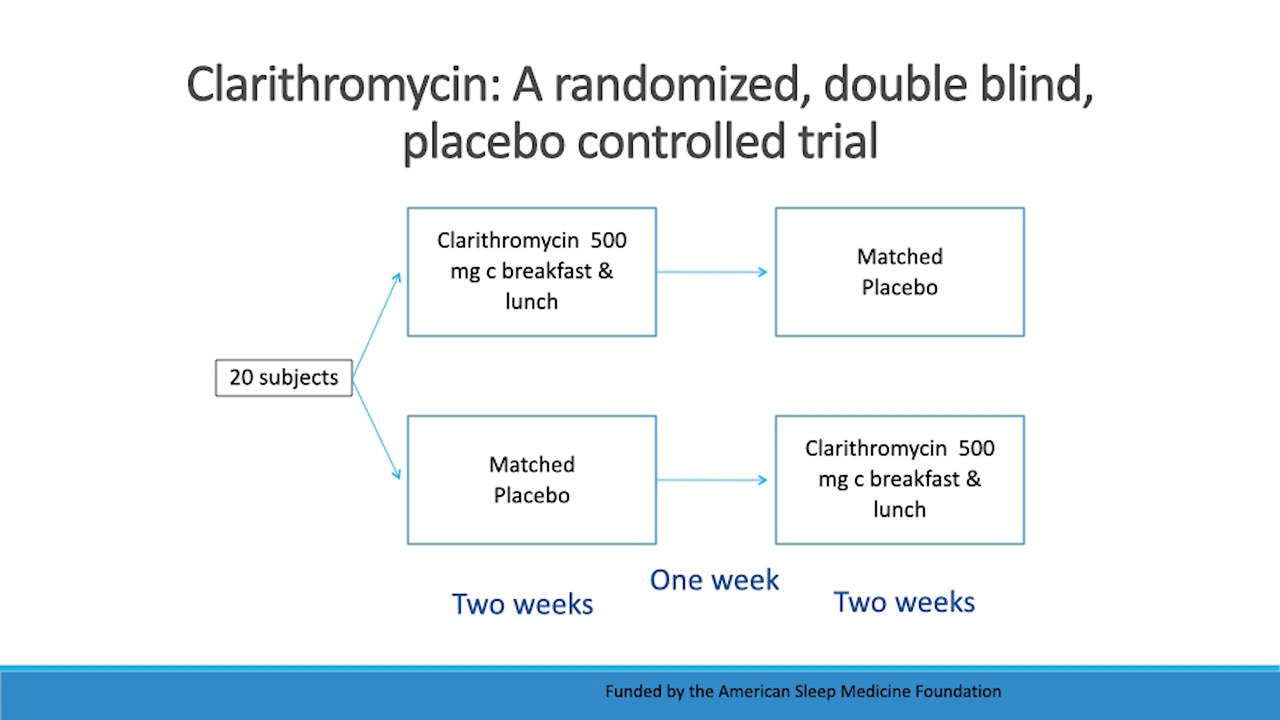 Clarithromycin: A randomized, double blind,
placebo controlled trial
Clarithromycin 500
mg c breakfast &
lunch
Matched
Placebo
20 subjects
Matched
Placebo
Clarithromycin 500
mg c breakfast &
lunch
Two weeks
One week
Two weeks
Funded by the American Sleep Medicine Foundation